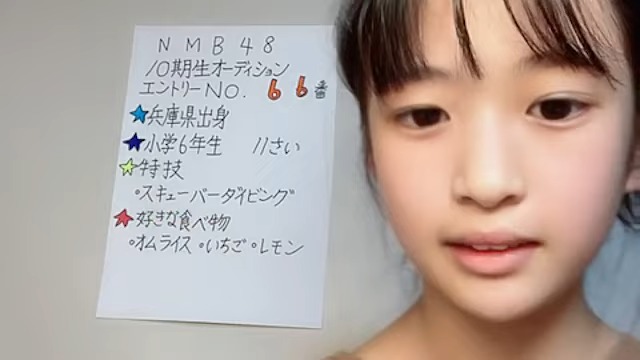 NMB48
10期生オーディション
エントリーNO. 66番
★兵庫県出身
★小学6年生 11さい
★特技
○スキューバーダイビング
★好きな食べ物
○オムライス○いちご○レモン